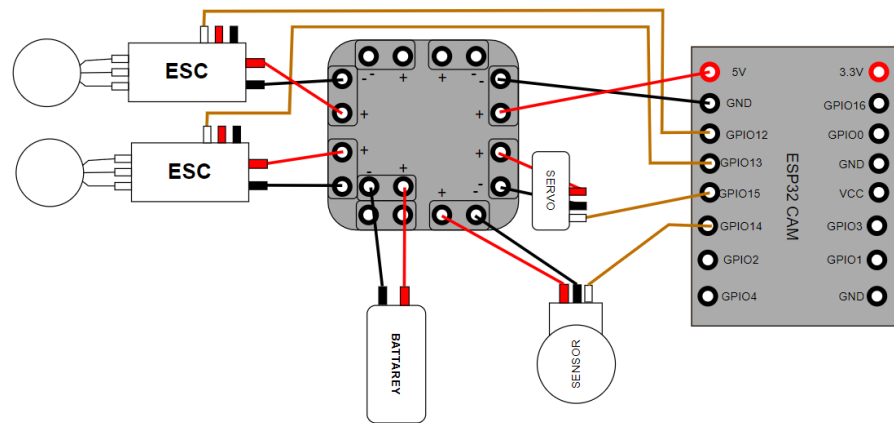 ESC
ESC
- + + -
- -
+ +
+ +
- + + -
SERVO
BATTAREY
SENSOR
ESP32 CAM
5V 3.3V
GND GPIO16
GPIO12 GPIO0
GPIO13 GND
GPIO15 VCC
GPIO14 GPIO3
GPIO2 GPIO1
GPIO4 GND